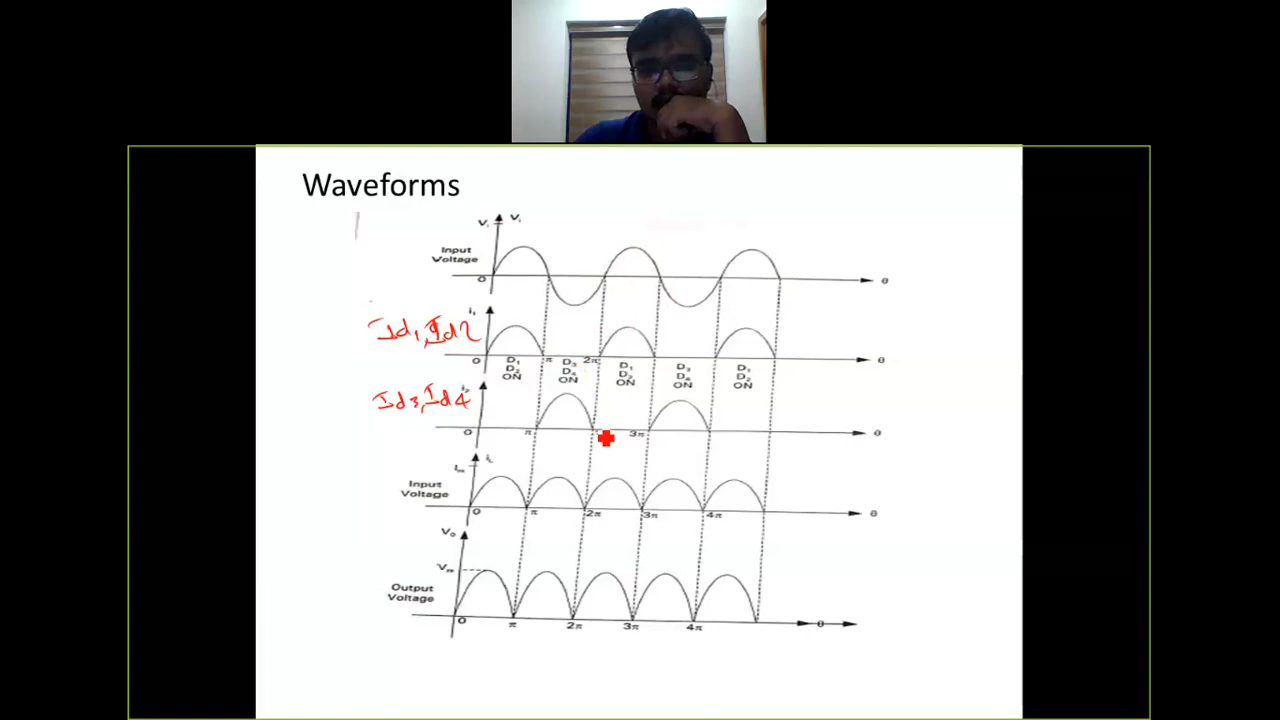 Waveforms
Vi Vi
Input
Voltage
0 θ
i1
Id1, Id2
0 π 2π θ
D1 D3 D1 D3 D1
D2 D4 D2 D4 D2
ON ON ON ON ON
Id3, Id4
0 π 3π θ
Im iL
Input
Voltage
0 π 2π 3π 4π θ
Vo
Vm
Output
Voltage
0 π 2π 3π 4π θ